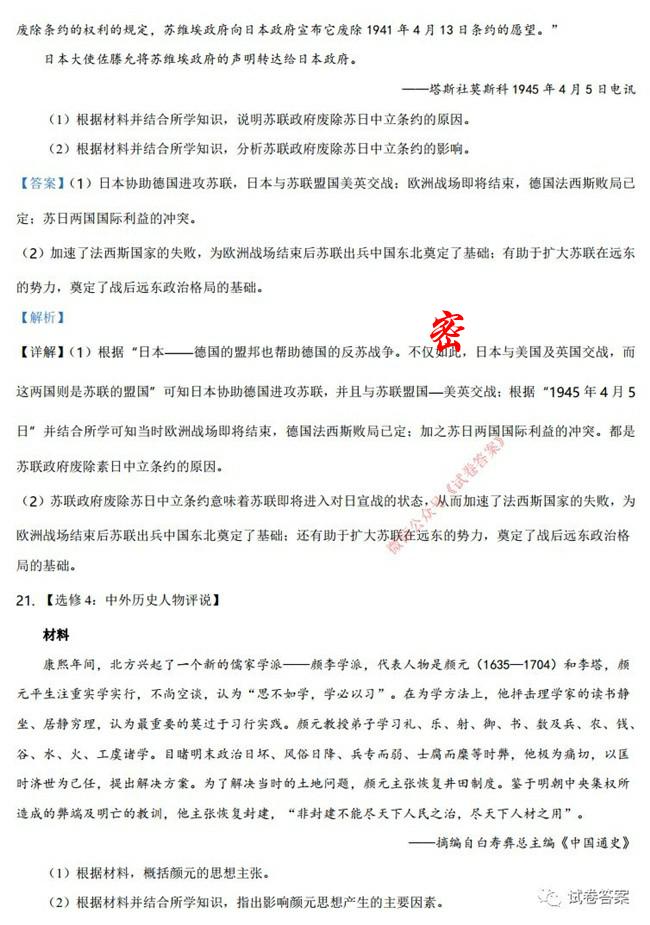 废除条约的权利的规定，苏维埃政府向日本政府宣布它废除 1941 年 4 月 13 日条约的愿望。”
日本大使佐藤允将苏维埃政府的声明转达给日本政府。
——塔斯社莫斯科 1945 年 4 月 5 日电讯
（1）根据材料并结合所学知识，说明苏联政府废除苏日中立条约的原因。
（2）根据材料并结合所学知识，分析苏联政府废除苏日中立条约的影响。
【答案】（1）日本协助德国进攻苏联，日本与苏联盟国美英交战；欧洲战场即将结束，德国法西斯败局已
定；苏日两国国际利益的冲突。
（2）加速了法西斯国家的失败，为欧洲战场结束后苏联出兵中国东北奠定了基础；有助于扩大苏联在远东
的势力，奠定了战后远东政治格局的基础。
【解析】
密
【详解】（1）根据“日本——德国的盟邦也帮助德国的反苏战争。不仅如此，日本与美国及英国交战，而
这两国则是苏联的盟国”可知日本协助德国进攻苏联，并且与苏联盟国—美英交战；根据“1945 年 4 月 5
日”并结合所学可知当时欧洲战场即将结束，德国法西斯败局已定；加之苏日两国国际利益的冲突。都是
苏联政府废除素日中立条约的原因。
（2）苏联政府废除苏日中立条约意味着苏联即将进入对日宣战的状态，从而加速了法西斯国家的失败，为
欧洲战场结束后苏联出兵中国东北奠定了基础；还有助于扩大苏联在远东的势力，奠定了战后远东政治格
局的基础。
微信公众号《试卷答案》
21. 【选修 4：中外历史人物评说】
材料
康熙年间，北方兴起了一个新的儒家学派——颜李学派，代表人物是颜元（1635—1704）和李塨，颜
元平生注重实学实行，不尚空谈，认为“思不如学，学必以习”。在为学方法上，他抨击理学家的读书静
坐、居静穷理，认为最重要的莫过于习行实践。颜元教授弟子学习礼、乐、射、御、书、数及兵、农、钱、
谷、水、火、工虞诸学。目睹明末政治日坏、风俗日降、兵专而弱、士腐而靡等时弊，他极为痛切，以匡
时济世为己任，提出解决方案。为了解决当时的土地问题，颜元主张恢复井田制度。鉴于明朝中央集权所
造成的弊端及明亡的教训，他主张恢复封建，“非封建不能尽天下人民之治，尽天下人材之用”。
——摘编自白寿彝总主编《中国通史》
（1）根据材料，概括颜元的思想主张。
（2）根据材料并结合所学知识，指出影响颜元思想产生的主要因素。
试卷答案